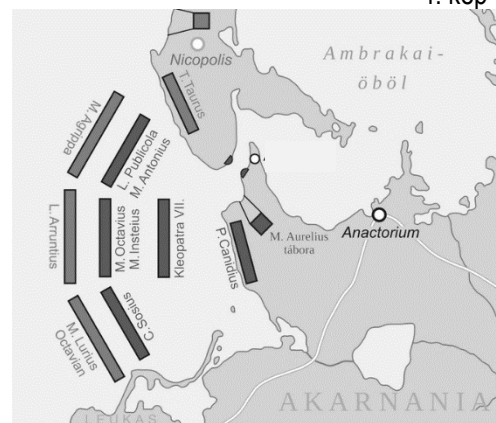 1. kép
Nicopolis
Ambrakai-
öböl
T.Taurus
M. Agrippa
L. Publicola
M. Antonius
L. Arruntius
M. Octavius
M. Insteius
Kleopatra VII.
P.Canidius
M. Aurelius
tábora
Anactorium
C. Sosius
M. Lurius
Octavian
AKARNANIA
LEUKAS